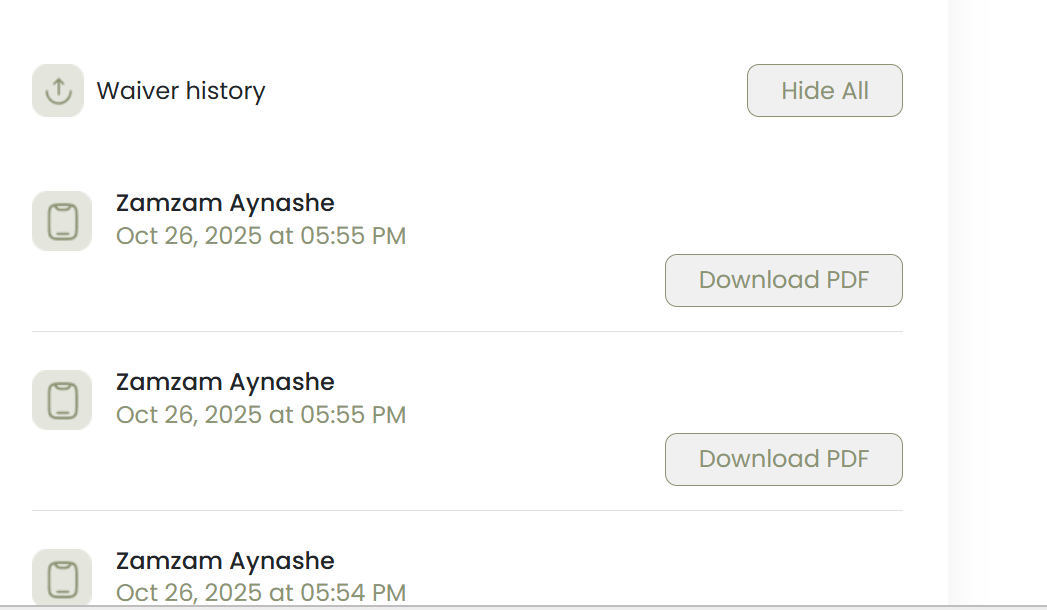 Waiver history
Hide All
Zamzam Aynashe
Oct 26, 2025 at 05:55 PM
Download PDF
Zamzam Aynashe
Oct 26, 2025 at 05:55 PM
Download PDF
Zamzam Aynashe
Oct 26, 2025 at 05:54 PM